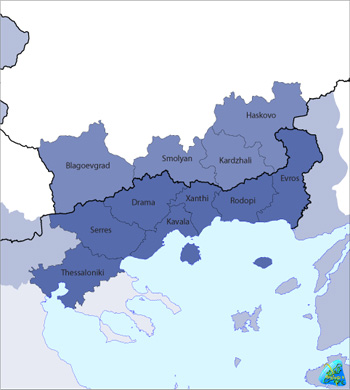 Haskovo
Smolyan
Kardzhali
Blagoevgrad
Evros
Xanthi
Drama
Rodopi
Kavala
Serres
Thessaloniki